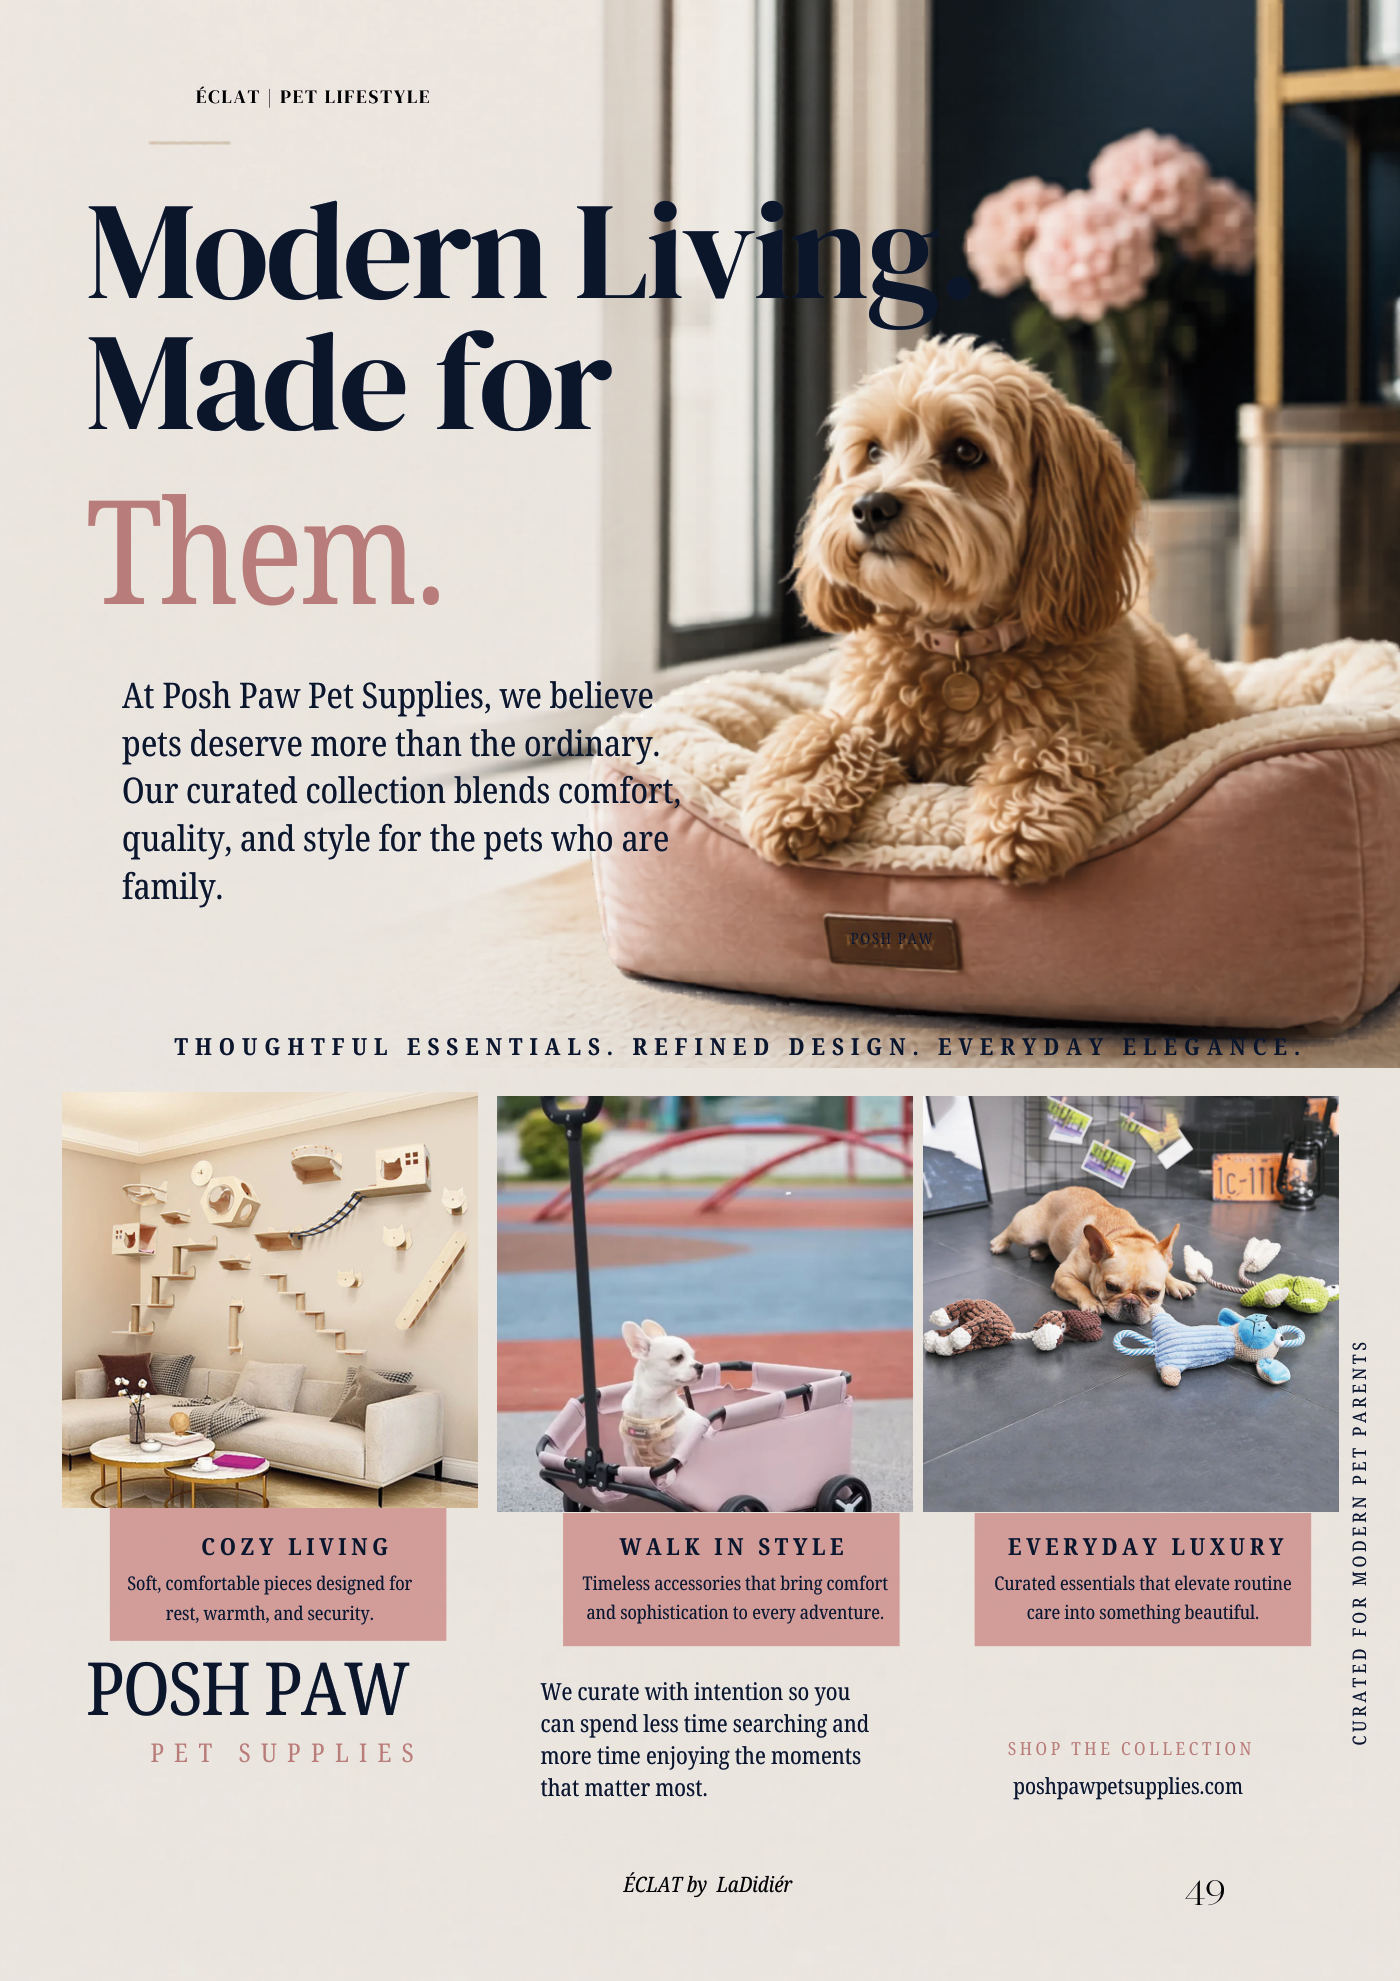 ÉCLAT | PET LIFESTYLE
Modern Living.
Made for
Them.
At Posh Paw Pet Supplies, we believe
pets deserve more than the ordinary.
Our curated collection blends comfort,
quality, and style for the pets who are
family.
POSH PAW
THOUGHTFUL ESSENTIALS. REFINED DESIGN. EVERYDAY ELEGANCE.
1c-111
COZY LIVING
Soft, comfortable pieces designed for
rest, warmth, and security.
WALK IN STYLE
Timeless accessories that bring comfort
and sophistication to every adventure.
EVERYDAY LUXURY
Curated essentials that elevate routine
care into something beautiful.
CURATED FOR MODERN PET PARENTS
POSH PAW
PET SUPPLIES
We curate with intention so you
can spend less time searching and
more time enjoying the moments
that matter most.
SHOP THE COLLECTION
poshpawpetsupplies.com
ÉCLAT by LaDidiér
49